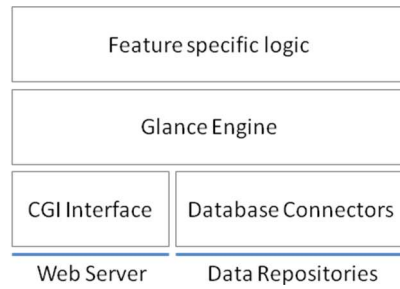 Feature specific logic
Glance Engine
CGI Interface
Database Connectors
Web Server
Data Repositories